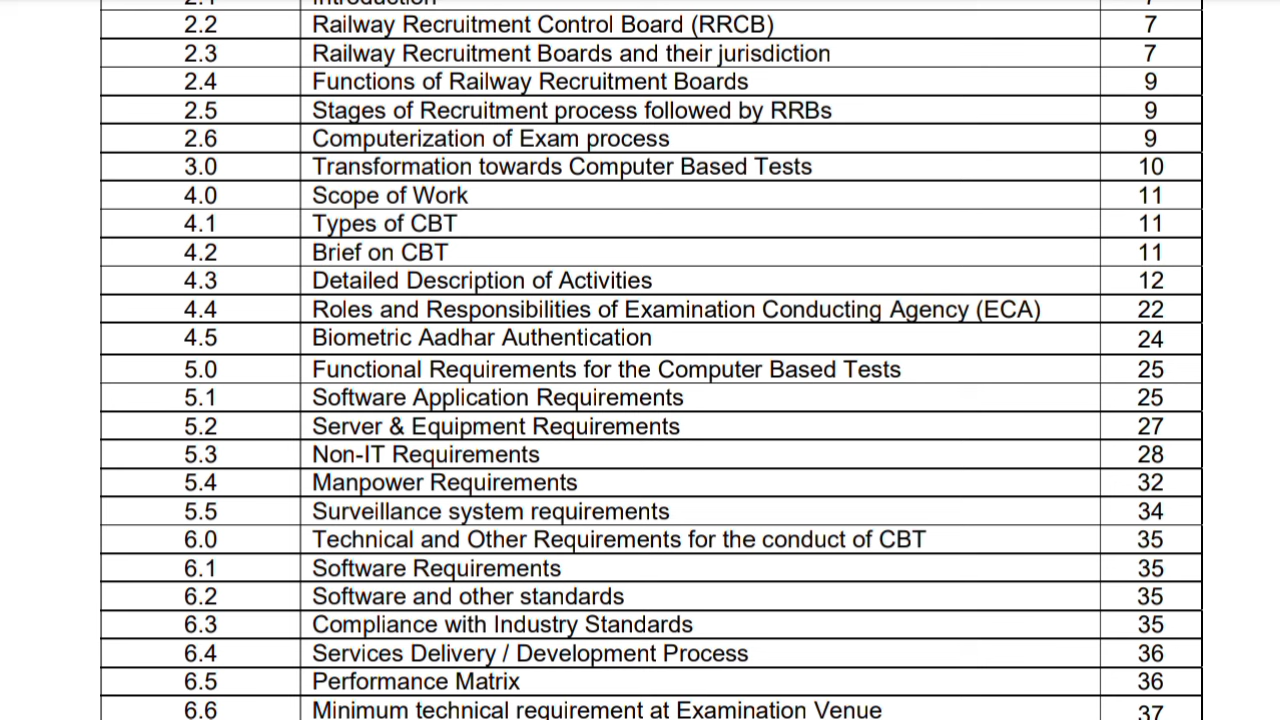 2.1 Introduction 7
2.2 Railway Recruitment Control Board (RRCB) 7
2.3 Railway Recruitment Boards and their jurisdiction 7
2.4 Functions of Railway Recruitment Boards 9
2.5 Stages of Recruitment process followed by RRBs 9
2.6 Computerization of Exam process 9
3.0 Transformation towards Computer Based Tests 10
4.0 Scope of Work 11
4.1 Types of CBT 11
4.2 Brief on CBT 11
4.3 Detailed Description of Activities 12
4.4 Roles and Responsibilities of Examination Conducting Agency (ECA) 22
4.5 Biometric Aadhar Authentication 24
5.0 Functional Requirements for the Computer Based Tests 25
5.1 Software Application Requirements 25
5.2 Server & Equipment Requirements 27
5.3 Non-IT Requirements 28
5.4 Manpower Requirements 32
5.5 Surveillance system requirements 34
6.0 Technical and Other Requirements for the conduct of CBT 35
6.1 Software Requirements 35
6.2 Software and other standards 35
6.3 Compliance with Industry Standards 35
6.4 Services Delivery / Development Process 36
6.5 Performance Matrix 36
6.6 Minimum technical requirement at Examination Venue 37